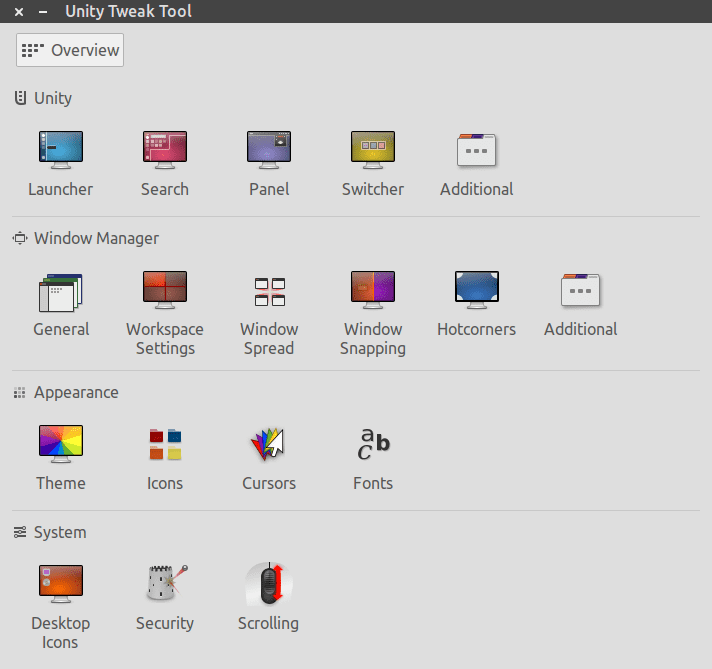 Unity Tweak Tool
Overview
Unity
Launcher
Search
Panel
Switcher
Additional
Window Manager
General
Workspace
Settings
Window
Spread
Window
Snapping
Hotcorners
Additional
Appearance
Theme
Icons
Cursors
a
c b
Fonts
System
Desktop
Icons
Security
Scrolling